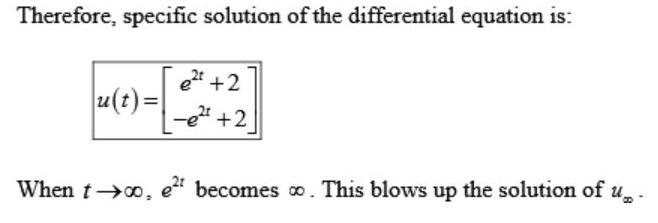 Therefore, specific solution of the differential equation is:
u(t) = [ e^{2t} + 2
-e^{2t} + 2 ]
When t→∞, e^{2t} becomes ∞. This blows up the solution of u_∞.